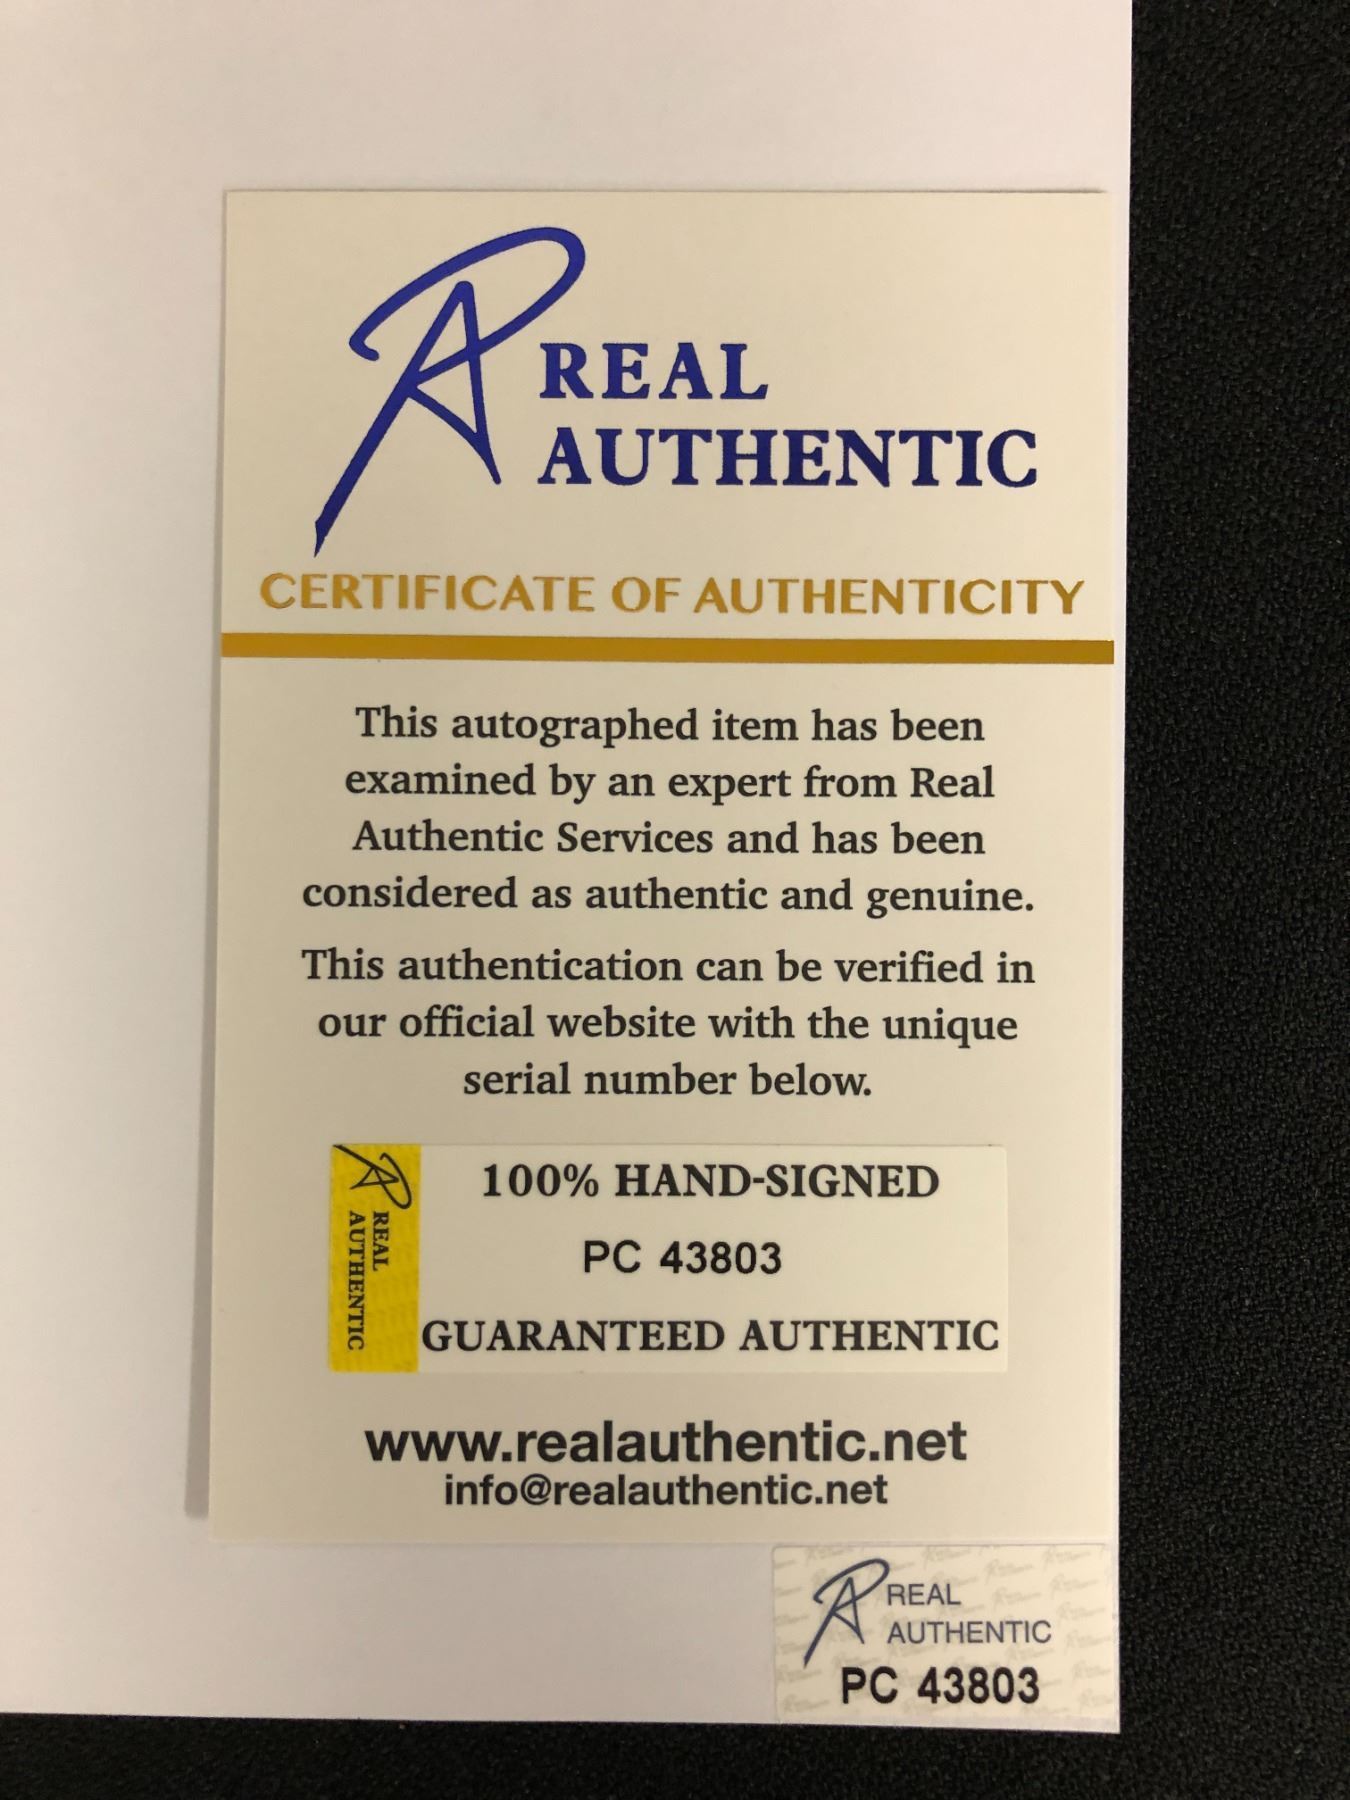 REAL
AUTHENTIC
CERTIFICATE OF AUTHENTICITY
This autographed item has been
examined by an expert from Real
Authentic Services and has been
considered as authentic and genuine.
This authentication can be verified in
our official website with the unique
serial number below.
REAL
AUTHENTIC
100% HAND-SIGNED
PC 43803
GUARANTEED AUTHENTIC
www.realauthentic.net
info@realauthentic.net
REAL
AUTHENTIC
PC 43803